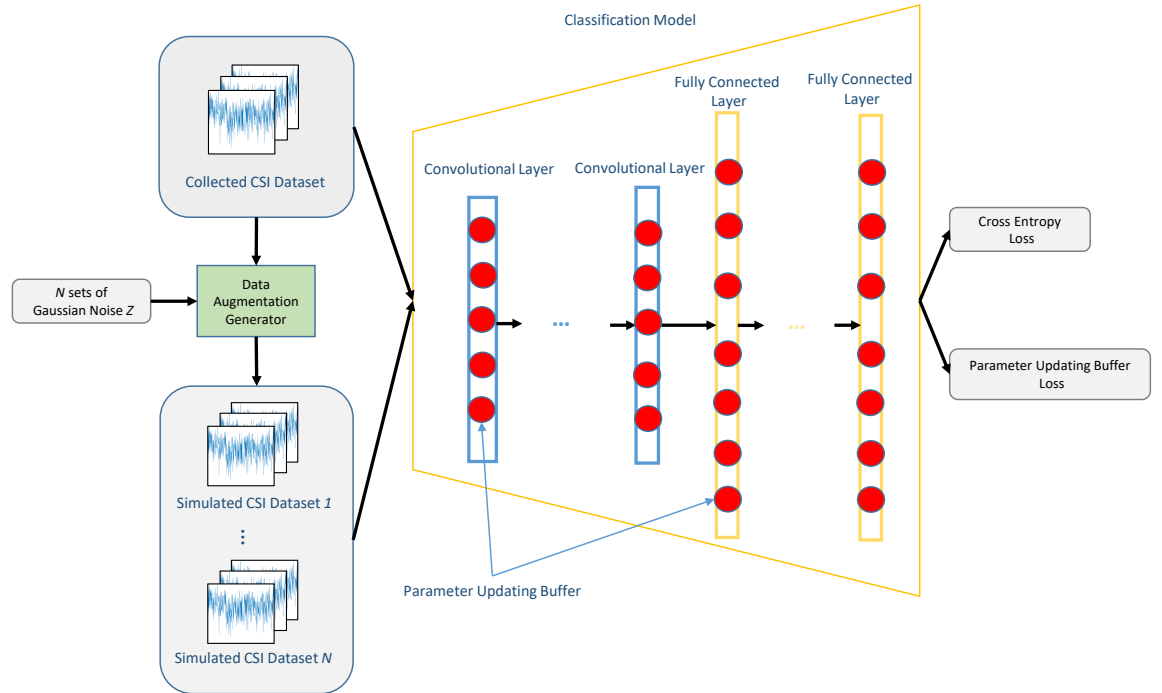 Classification Model
Collected CSI Dataset
N sets of
Gaussian Noise Z
Data
Augmentation
Generator
Simulated CSI Dataset 1
⋮
Simulated CSI Dataset N
Convolutional Layer
...
Convolutional Layer
Fully Connected
Layer
...
Fully Connected
Layer
Parameter Updating Buffer
Cross Entropy
Loss
Parameter Updating Buffer
Loss